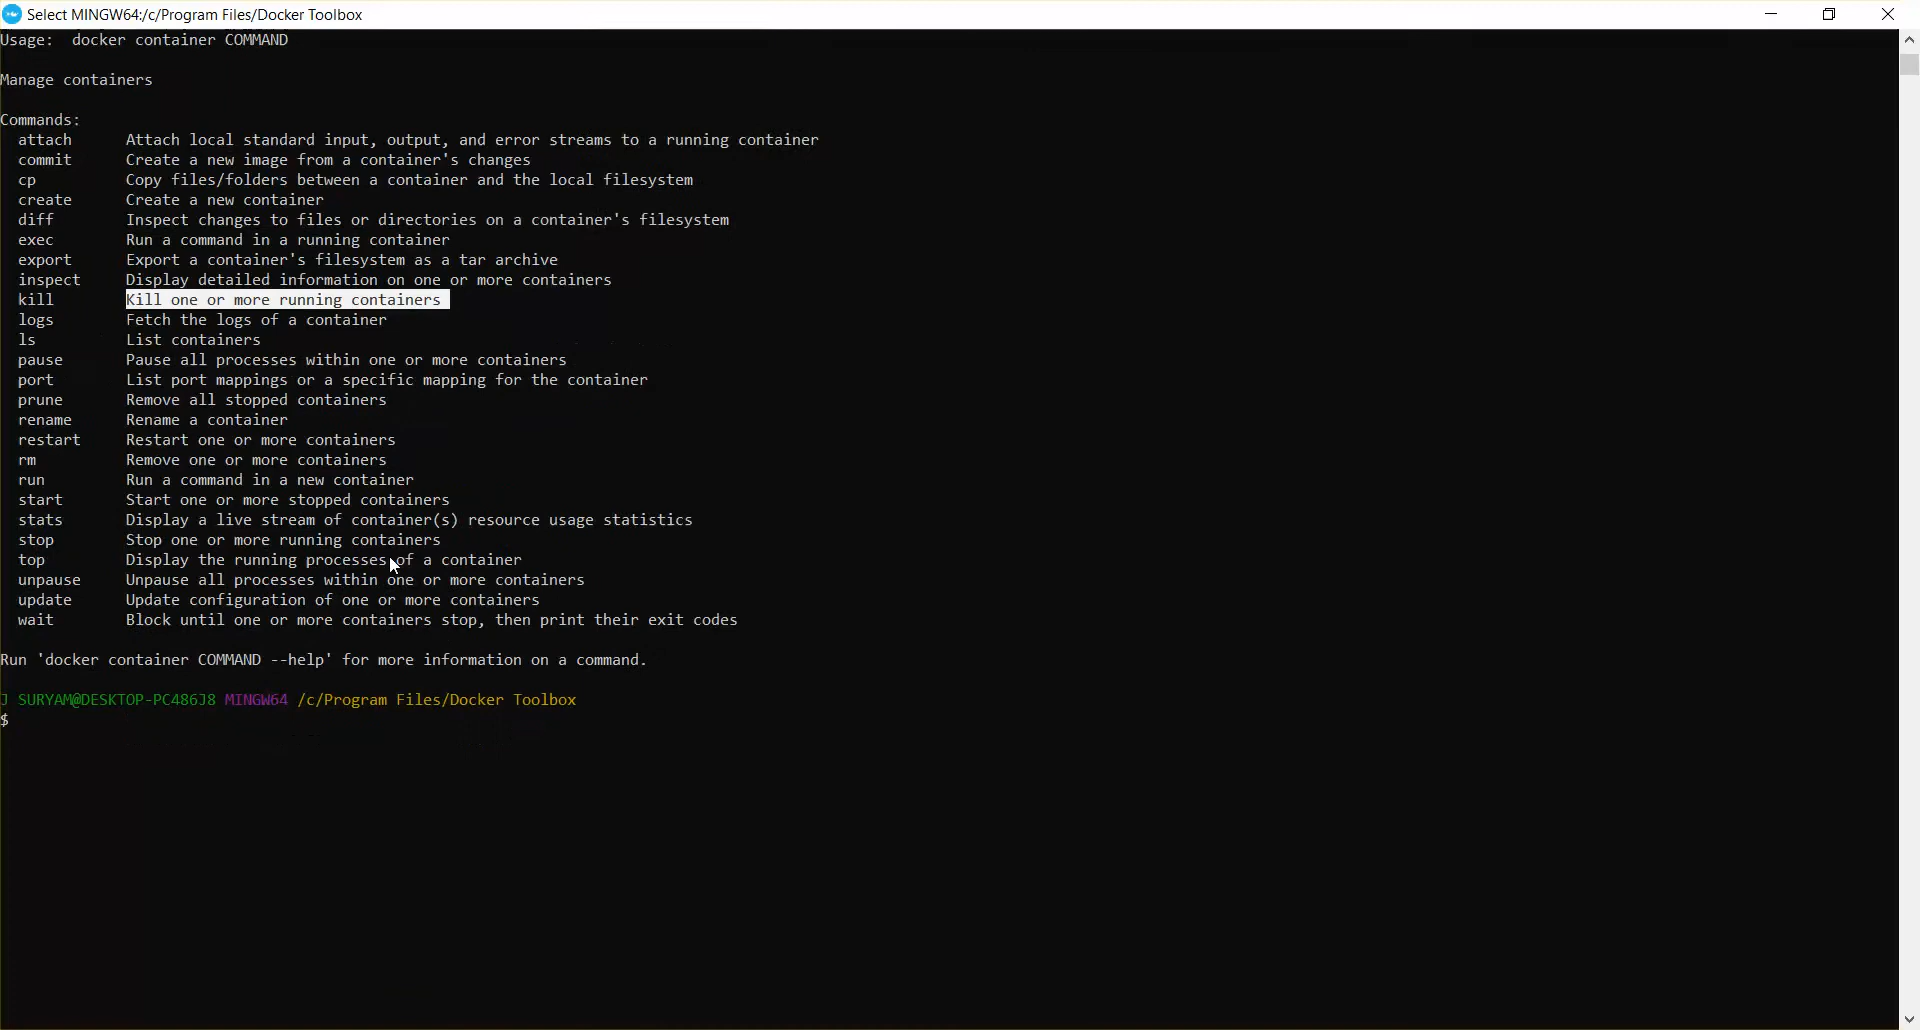 Select MINGW64:/c/Program Files/Docker Toolbox
Usage:  docker container COMMAND
Manage containers
Commands:
  attach      Attach local standard input, output, and error streams to a running container
  commit      Create a new image from a container's changes
  cp          Copy files/folders between a container and the local filesystem
  create      Create a new container
  diff        Inspect changes to files or directories on a container's filesystem
  exec        Run a command in a running container
  export      Export a container's filesystem as a tar archive
  inspect     Display detailed information on one or more containers
  kill        Kill one or more running containers
  logs        Fetch the logs of a container
  ls          List containers
  pause       Pause all processes within one or more containers
  port        List port mappings or a specific mapping for the container
  prune       Remove all stopped containers
  rename      Rename a container
  restart     Restart one or more containers
  rm          Remove one or more containers
  run         Run a command in a new container
  start       Start one or more stopped containers
  stats       Display a live stream of container(s) resource usage statistics
  stop        Stop one or more running containers
  top         Display the running processes of a container
  unpause     Unpause all processes within one or more containers
  update      Update configuration of one or more containers
  wait        Block until one or more containers stop, then print their exit codes
Run 'docker container COMMAND --help' for more information on a command.
J SURYAM@DESKTOP-PC486J8 MINGW64 /c/Program Files/Docker Toolbox
$